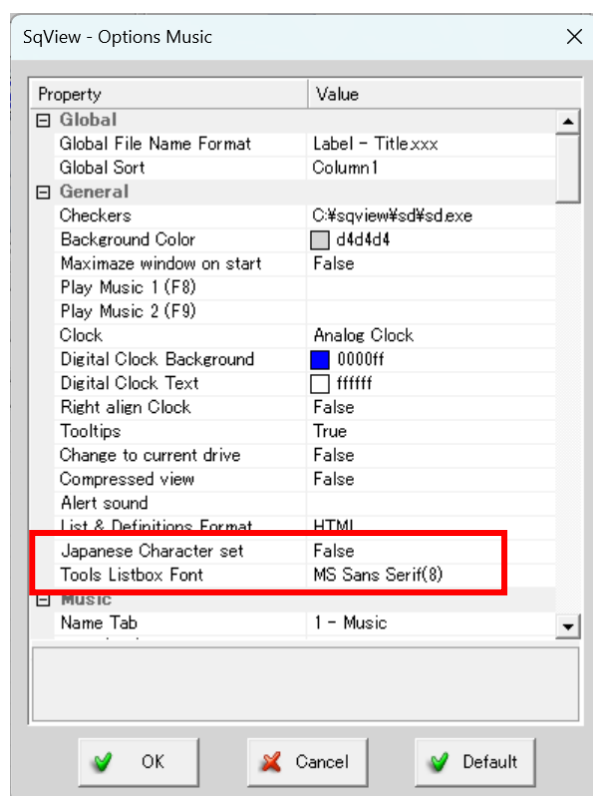 SqView - Options Music
Property Value
Global
Global File Name Format Label - Title.xxx
Global Sort Column1
General
Checkers C:¥sqview¥sd¥sd.exe
Background Color d4d4d4
Maximaze window on start False
Play Music 1 (F8)
Play Music 2 (F9)
Clock Analog Clock
Digital Clock Background 0000ff
Digital Clock Text ffffff
Right align Clock False
Tooltips True
Change to current drive False
Compressed view False
Alert sound
List & Definitions Format HTML
Japanese Character set False
Tools Listbox Font MS Sans Serif(8)
Music
Name Tab 1 - Music
OK Cancel Default